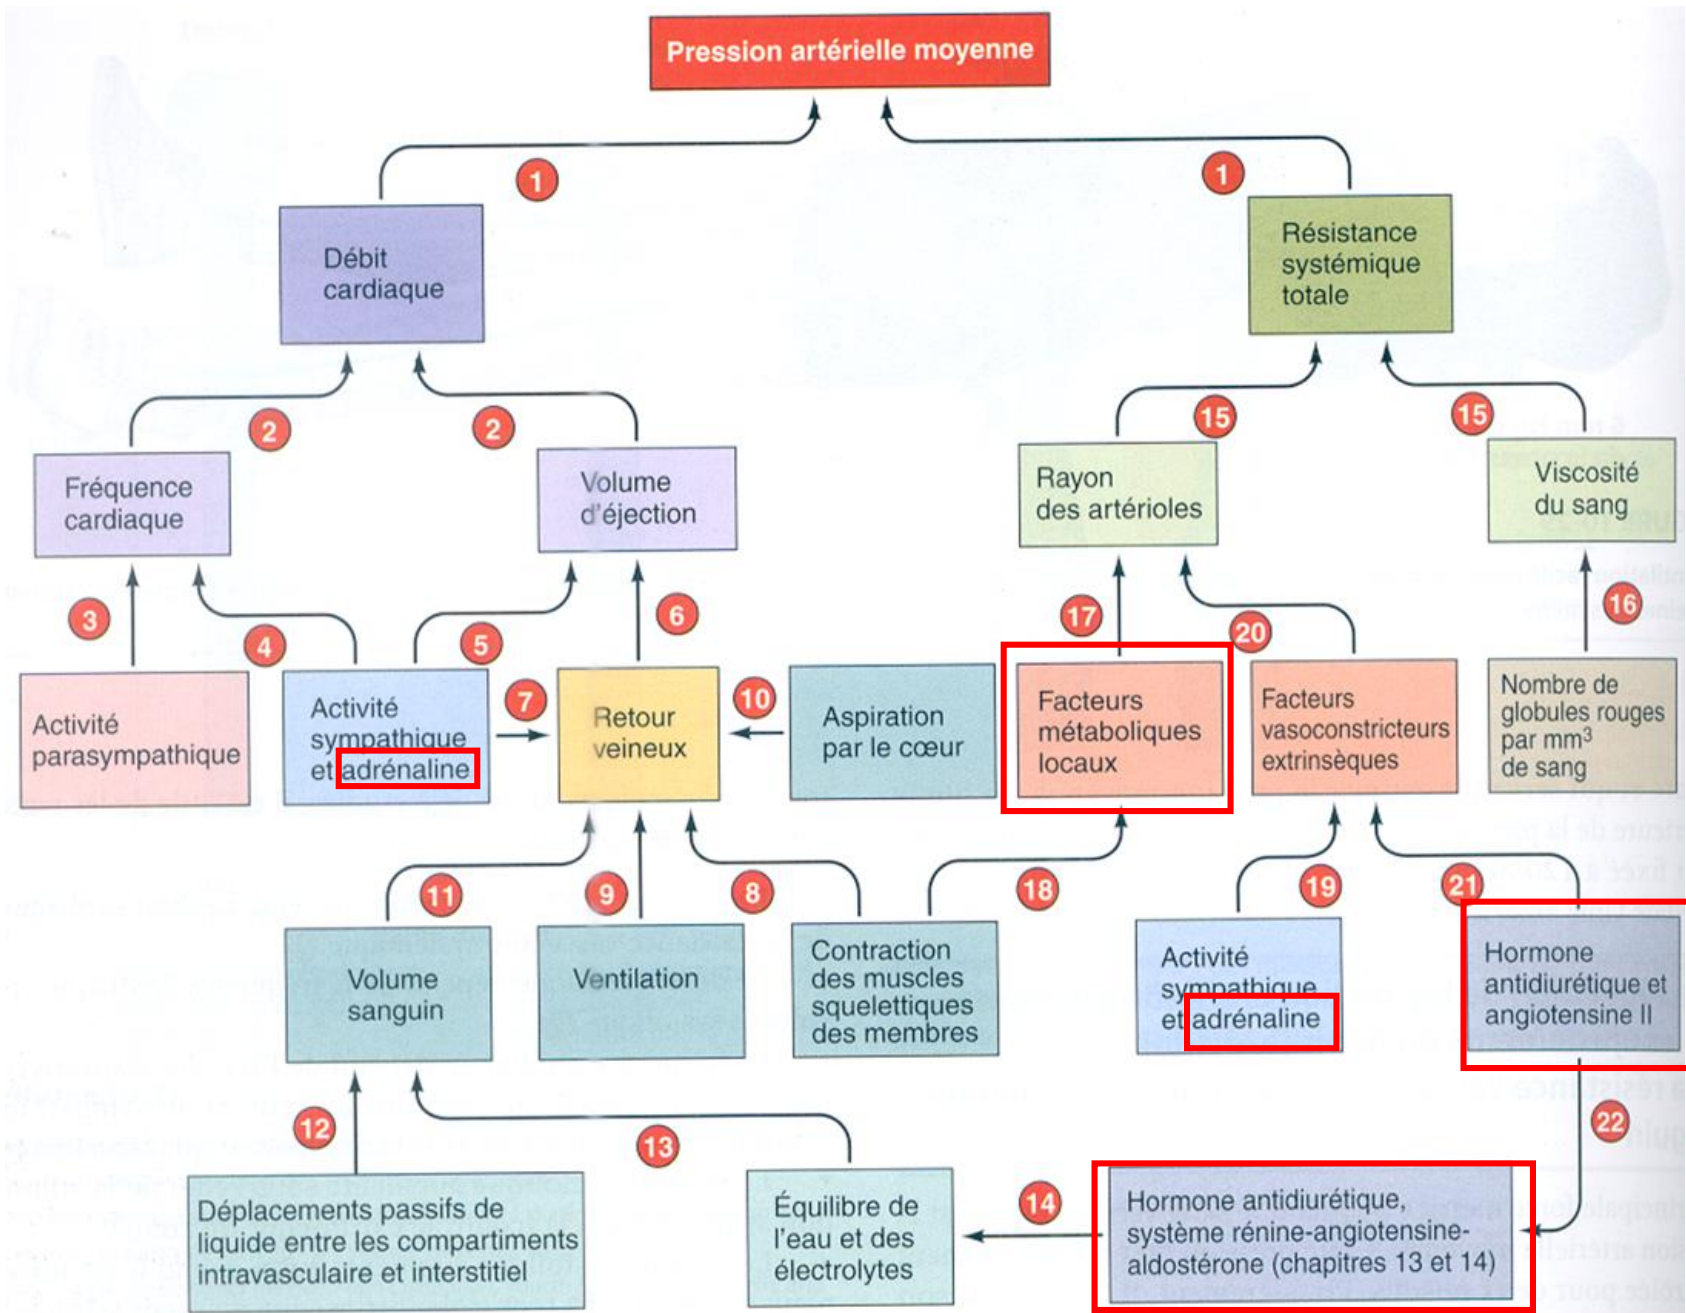 Pression artérielle moyenne
1
1
Débit
cardiaque
Résistance
systémique
totale
2
2
15
15
Fréquence
cardiaque
Volume
d'éjection
Rayon
des artérioles
Viscosité
du sang
3
4
5
6
17
20
16
Activité
parasympathique
Activité
sympathique
et adrénaline
7
Retour
veineux
10
Aspiration
par le cœur
Facteurs
métaboliques
locaux
Facteurs
vasoconstricteurs
extrinsèques
Nombre de
globules rouges
par mm³
de sang
11
9
8
18
19
21
Volume
sanguin
Ventilation
Contraction
des muscles
squelettiques
des membres
Activité
sympathique
et adrénaline
Hormone
antidiurétique et
angiotensine II
12
13
22
Déplacements passifs de
liquide entre les compartiments
intravasculaire et interstitiel
Équilibre de
l'eau et des
électrolytes
14
Hormone antidiurétique,
système rénine-angiotensine-
aldostérone (chapitres 13 et 14)